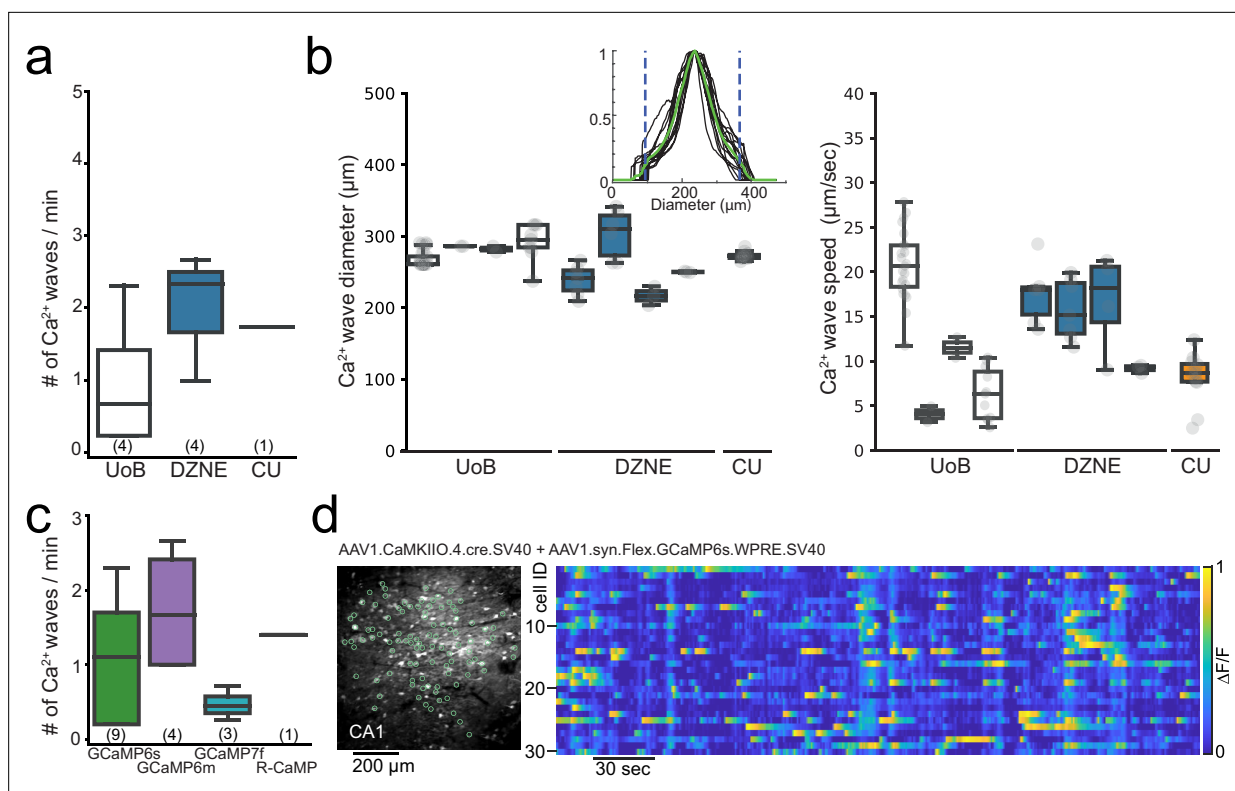 a
# of Ca²⁺ waves / min
5
4
3
2
1
0
(4)
(4)
(1)
UoB
DZNE
CU
b
Ca²⁺ wave diameter (µm)
500
400
300
200
100
0
UoB
DZNE
CU
1
0.5
0
0
200
400
Diameter (µm)
Ca²⁺ wave speed (µm/sec)
40
35
30
25
20
15
10
5
0
UoB
DZNE
CU
c
# of Ca²⁺ waves / min
3
2
1
0
(9)
(4)
(3)
(1)
GCaMP6s
GCaMP6m
GCaMP7f
R-CaMP
d
AAV1.CaMKIIO.4.cre.SV40 + AAV1.syn.Flex.GCaMP6s.WPRE.SV40
CA1
200 µm
cell ID
10
20
30
30 sec
1
0
ΔF/F